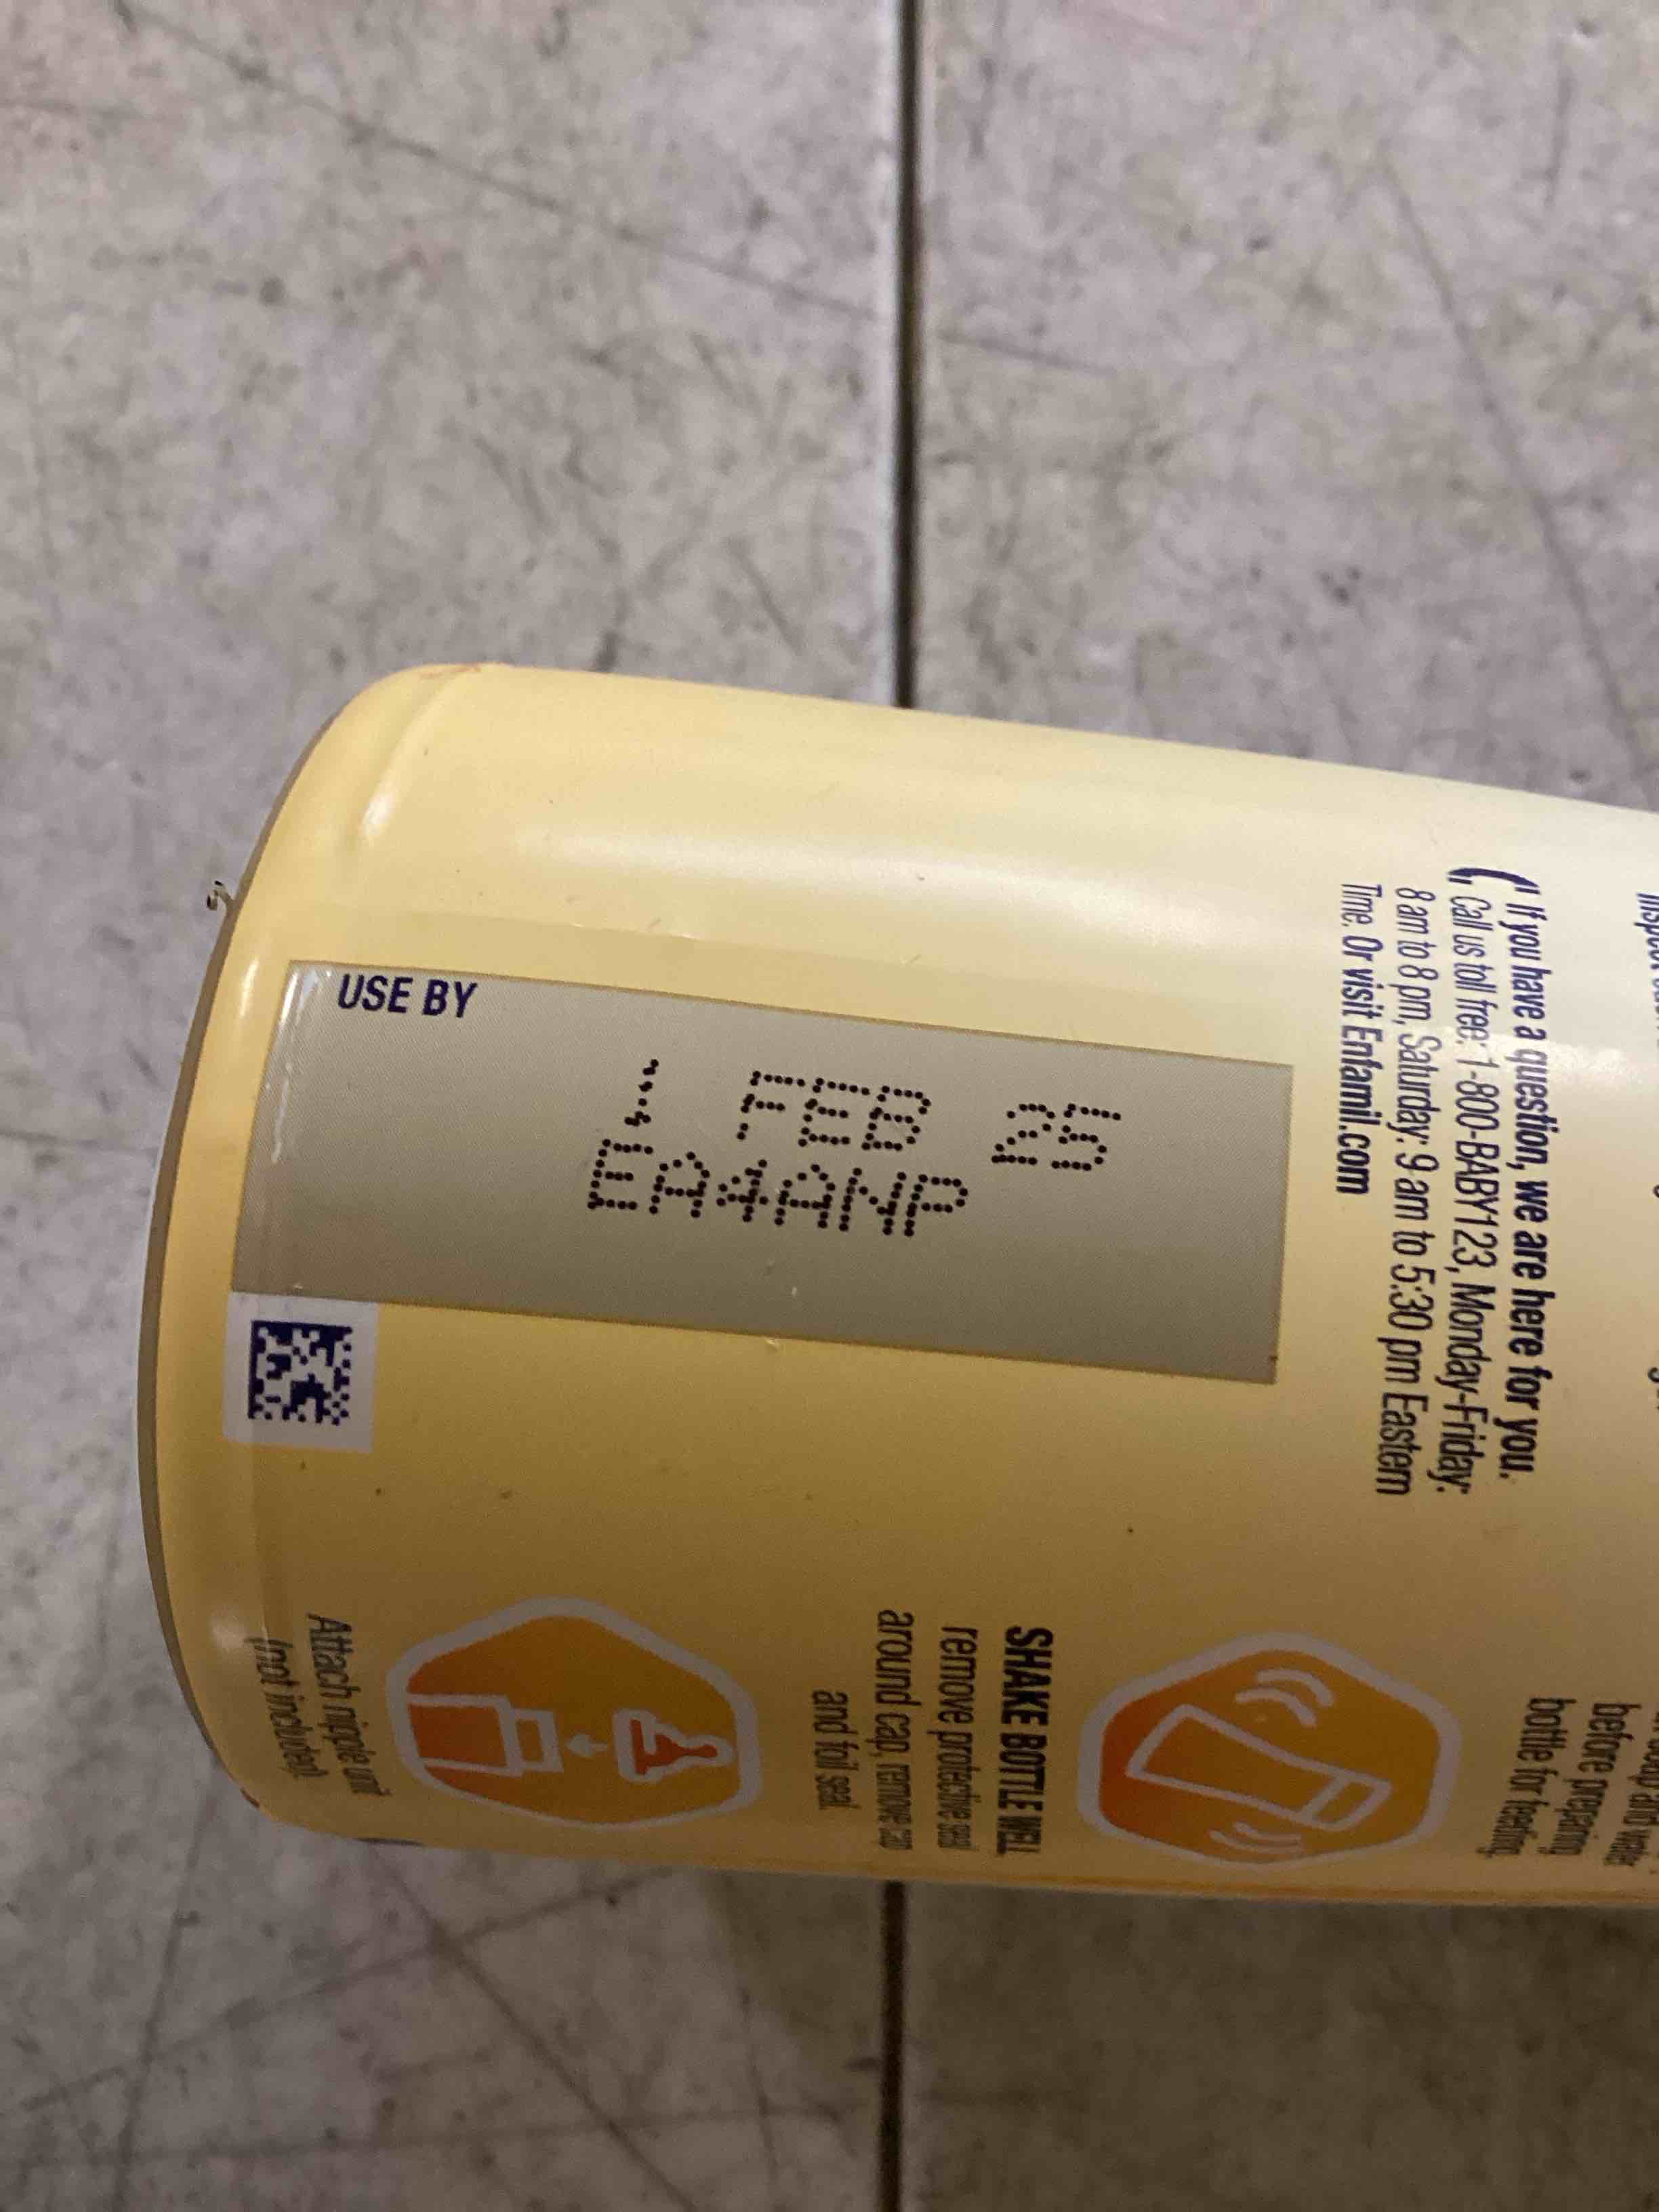 USE BY
1 FEB 25
If you have a question, we are here for you.
Call us toll free: 1-800-BABY123, Monday-Friday:
8 am to 8 pm, Saturday: 9 am to 5:30 pm Eastern
Time. Or visit Enfamil.com
soap and water
before preparing
bottle for feeding.
SHAKE BOTTLE WELL
remove protective seal
around cap, remove cap
and foil seal.
Attach nipple unit
(not included).